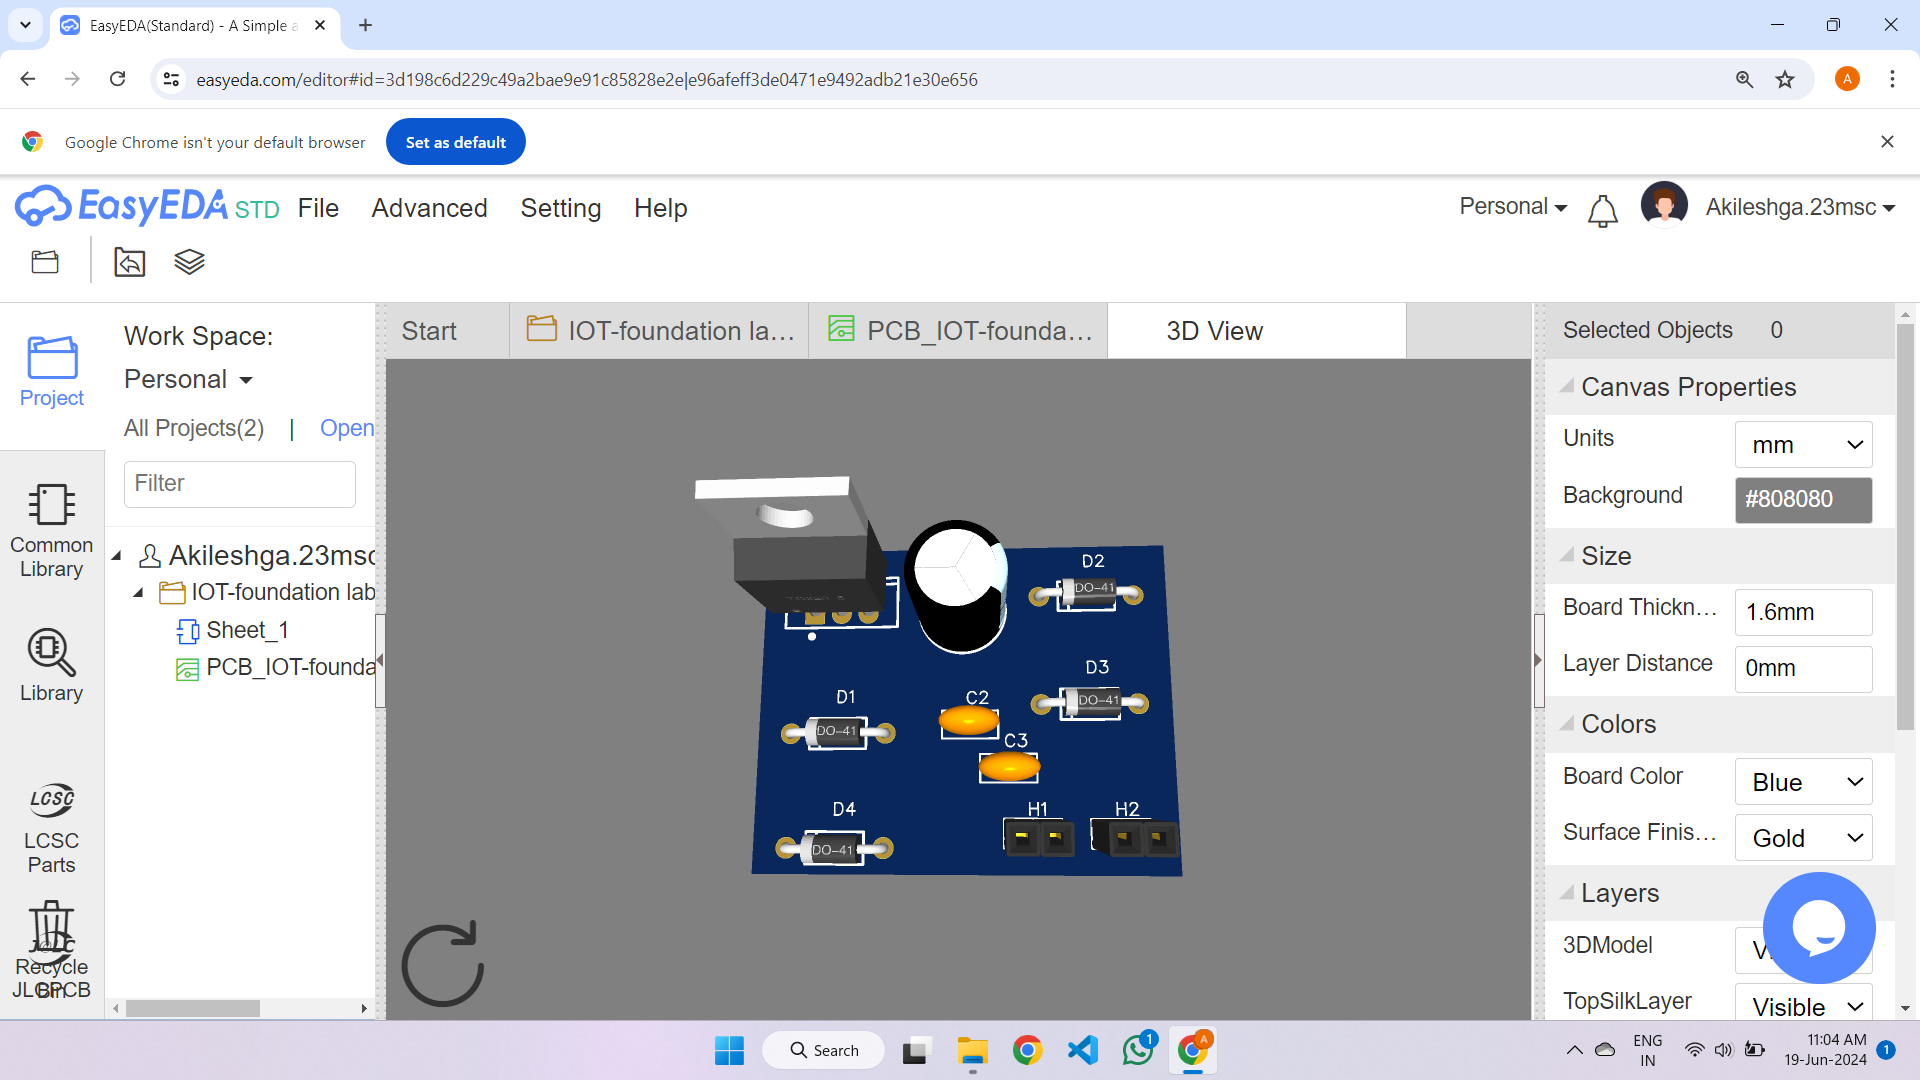 EasyEDA(Standard) - A Simple a
easyeda.com/editor#id=3d198c6d229c49a2bae9e91c85828e2e|e96afeff3de0471e9492adb21e30e656
A
Google Chrome isn't your default browser
Set as default
EasyEDA STD
File
Advanced
Setting
Help
Personal
Akileshga.23msc
Project
Common Library
Library
LCSC
LCSC Parts
Recycle Bin
JLCPCB
Work Space:
Personal
All Projects(2) | Open
Filter
Akileshga.23msc
IOT-foundation lab
Sheet_1
PCB_IOT-founda
Start
IOT-foundation la...
PCB_IOT-founda...
3D View
D2
DO-41
D3
DO-41
D1
DO-41
C2
C3
D4
DO-41
H1
H2
Selected Objects 0
Canvas Properties
Units mm
Background #808080
Size
Board Thickn... 1.6mm
Layer Distance 0mm
Colors
Board Color Blue
Surface Finis... Gold
Layers
3DModel
TopSilkLayer Visible
Search
1
A
ENG
IN
11:04 AM
19-Jun-2024
1